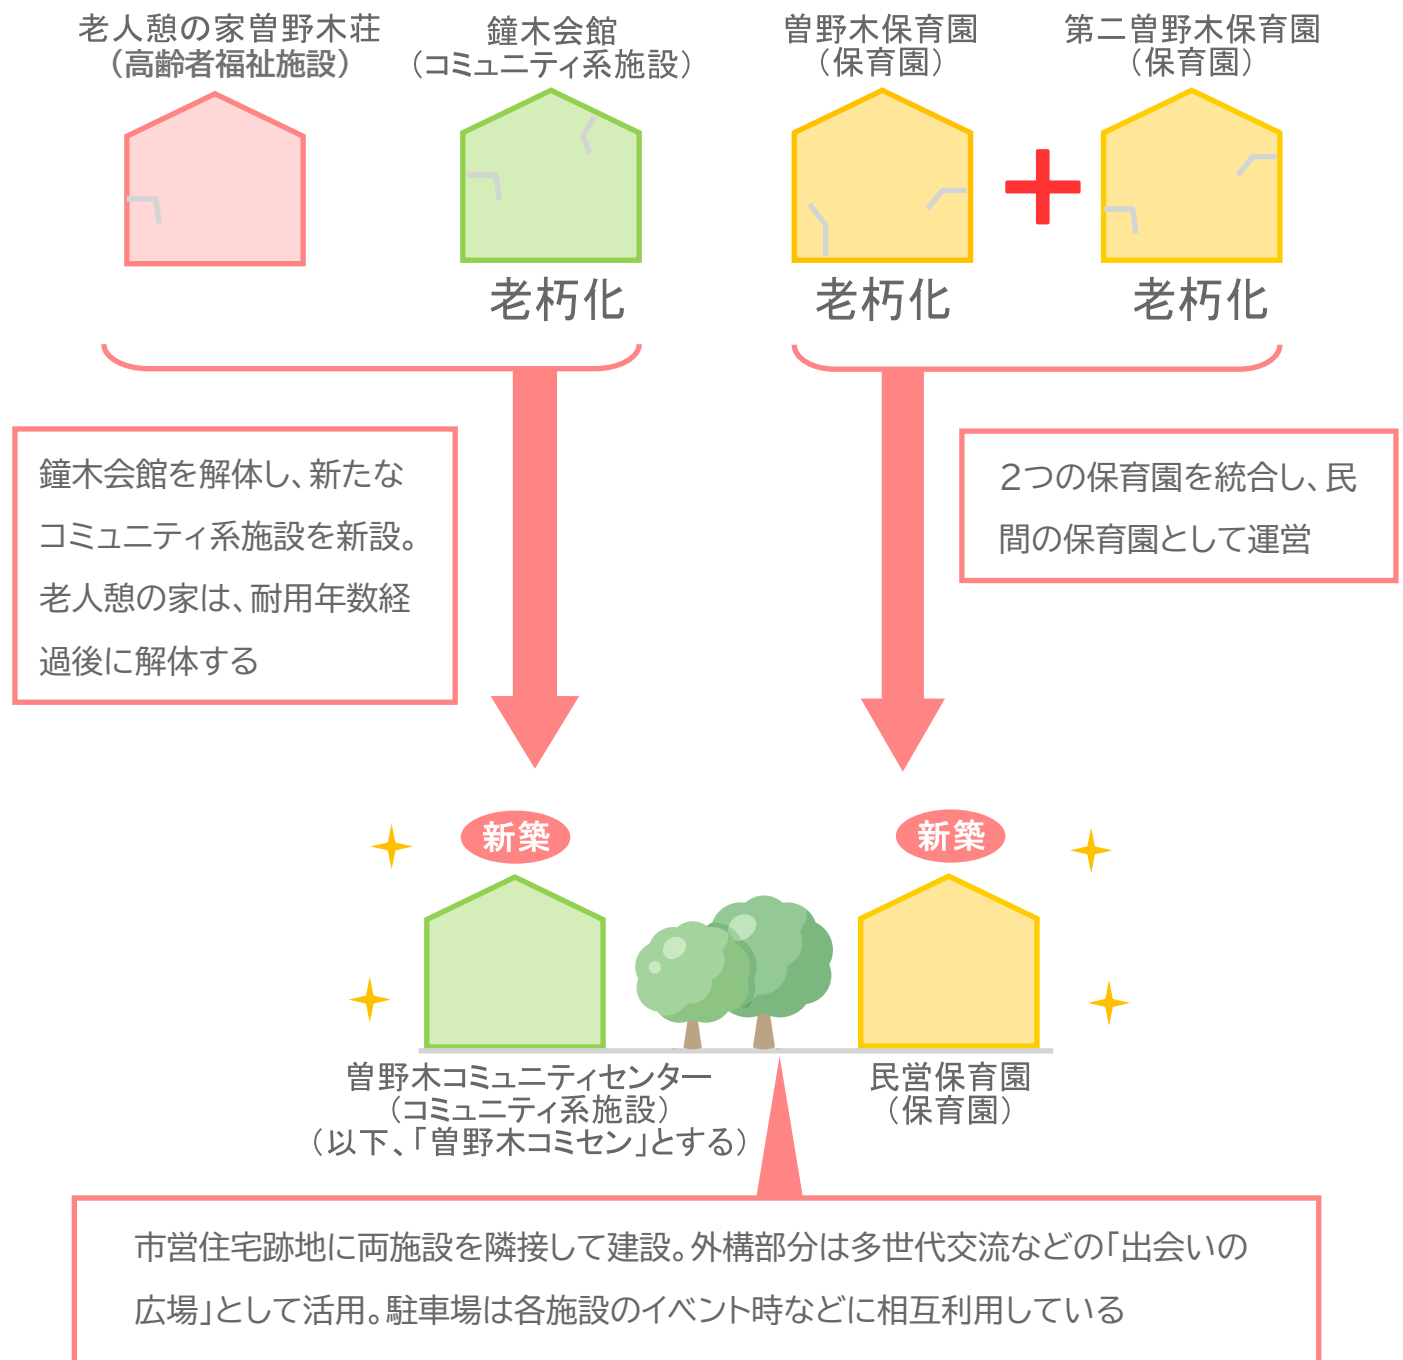 老人憩の家曽野木荘
（高齢者福祉施設）
鐘木会館
（コミュニティ系施設）
曽野木保育園
（保育園）
第二曽野木保育園
（保育園）
老朽化
老朽化
老朽化
鐘木会館を解体し、新たな
コミュニティ系施設を新設。
老人憩の家は、耐用年数経
過後に解体する
2つの保育園を統合し、民
間の保育園として運営
新築
新築
曽野木コミュニティセンター
（コミュニティ系施設）
（以下、「曽野木コミセン」とする）
民営保育園
（保育園）
市営住宅跡地に両施設を隣接して建設。外構部分は多世代交流などの「出会いの
広場」として活用。駐車場は各施設のイベント時などに相互利用している